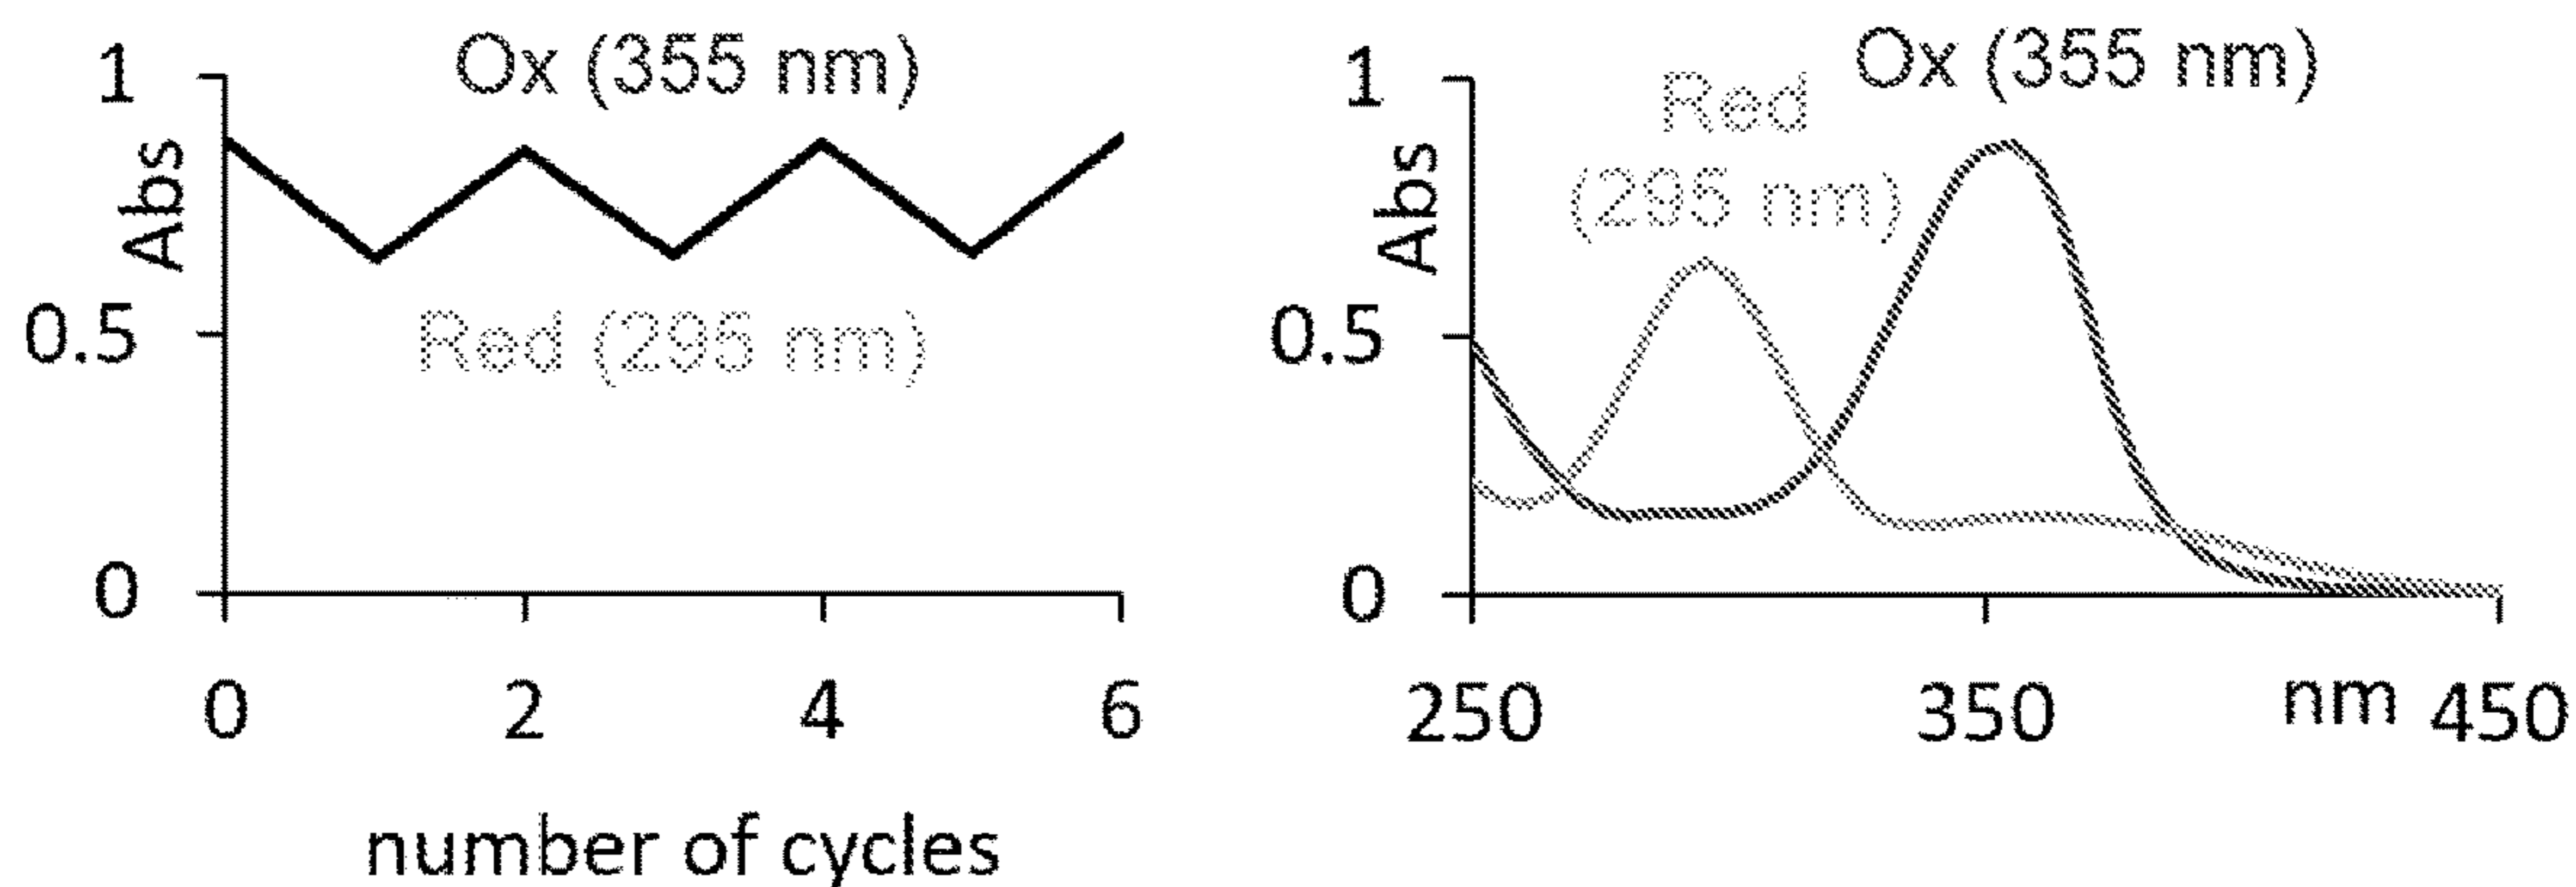 1
Ox (355 nm)
Abs
0.5
Red (295 nm)
0
0 2 4 6
number of cycles
1
Ox (355 nm)
Red
(295 nm)
Abs
0.5
0
250 350 nm 450